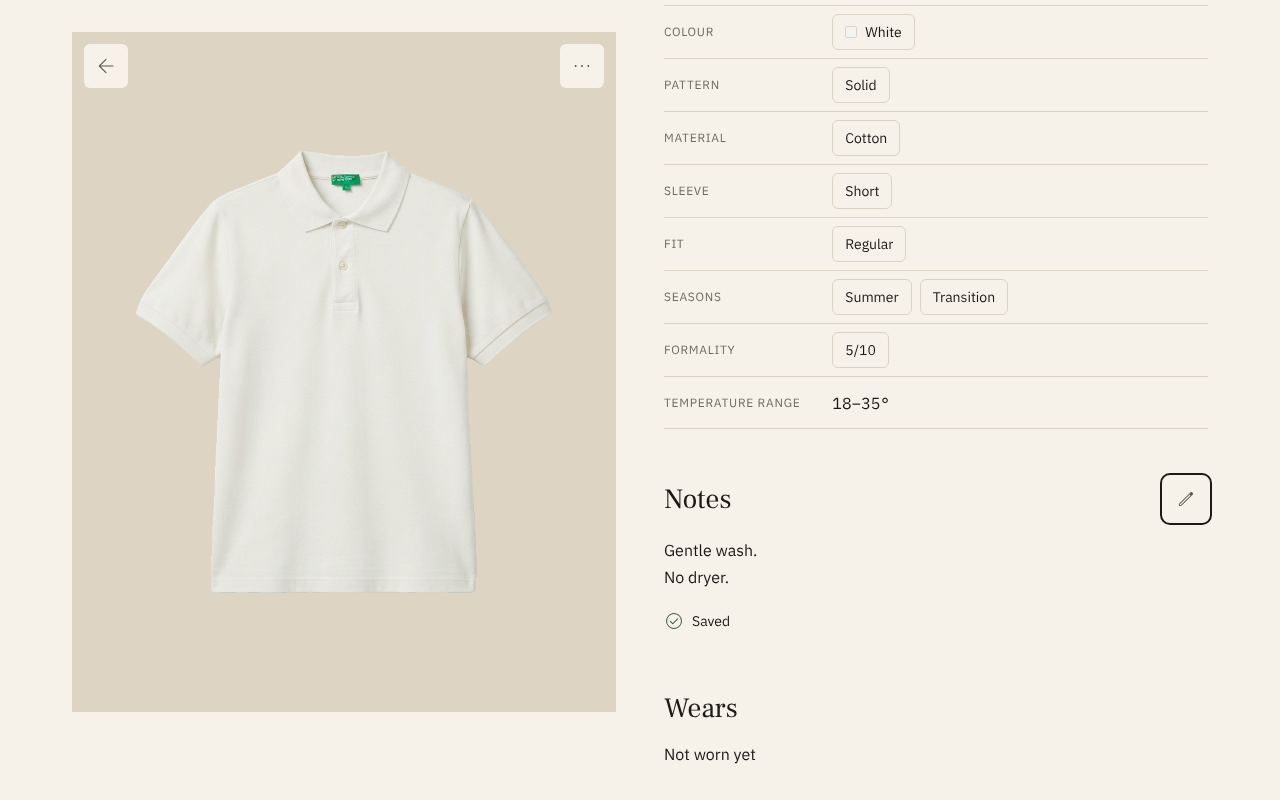 COLOUR
White
PATTERN
Solid
MATERIAL
Cotton
SLEEVE
Short
FIT
Regular
SEASONS
Summer Transition
FORMALITY
5/10
TEMPERATURE RANGE
18–35°
Notes
Gentle wash.
No dryer.
Saved
Wears
Not worn yet